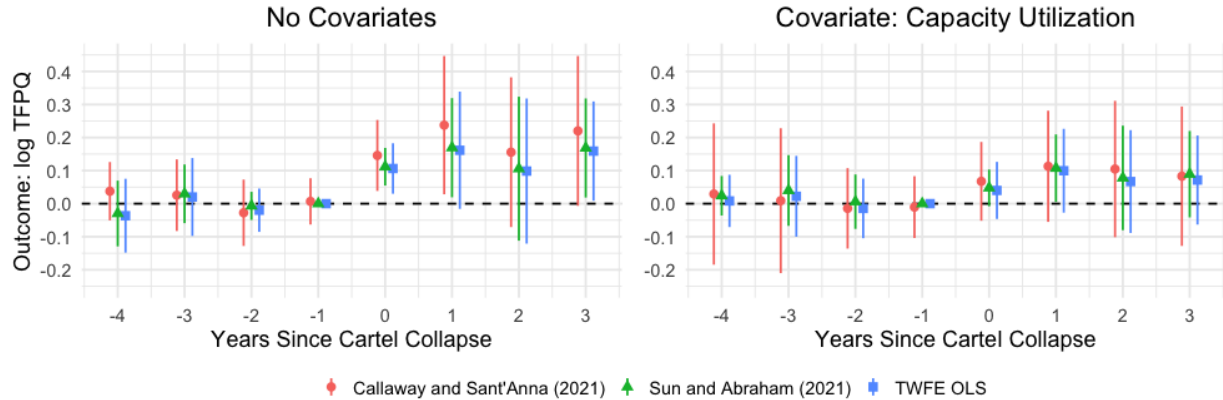 No Covariates
Covariate: Capacity Utilization
Outcome: log TFPQ
0.4
0.3
0.2
0.1
0.0
-0.1
-0.2
-4 -3 -2 -1 0 1 2 3
Years Since Cartel Collapse
0.4
0.3
0.2
0.1
0.0
-0.1
-0.2
-4 -3 -2 -1 0 1 2 3
Years Since Cartel Collapse
Callaway and Sant'Anna (2021) Sun and Abraham (2021) TWFE OLS